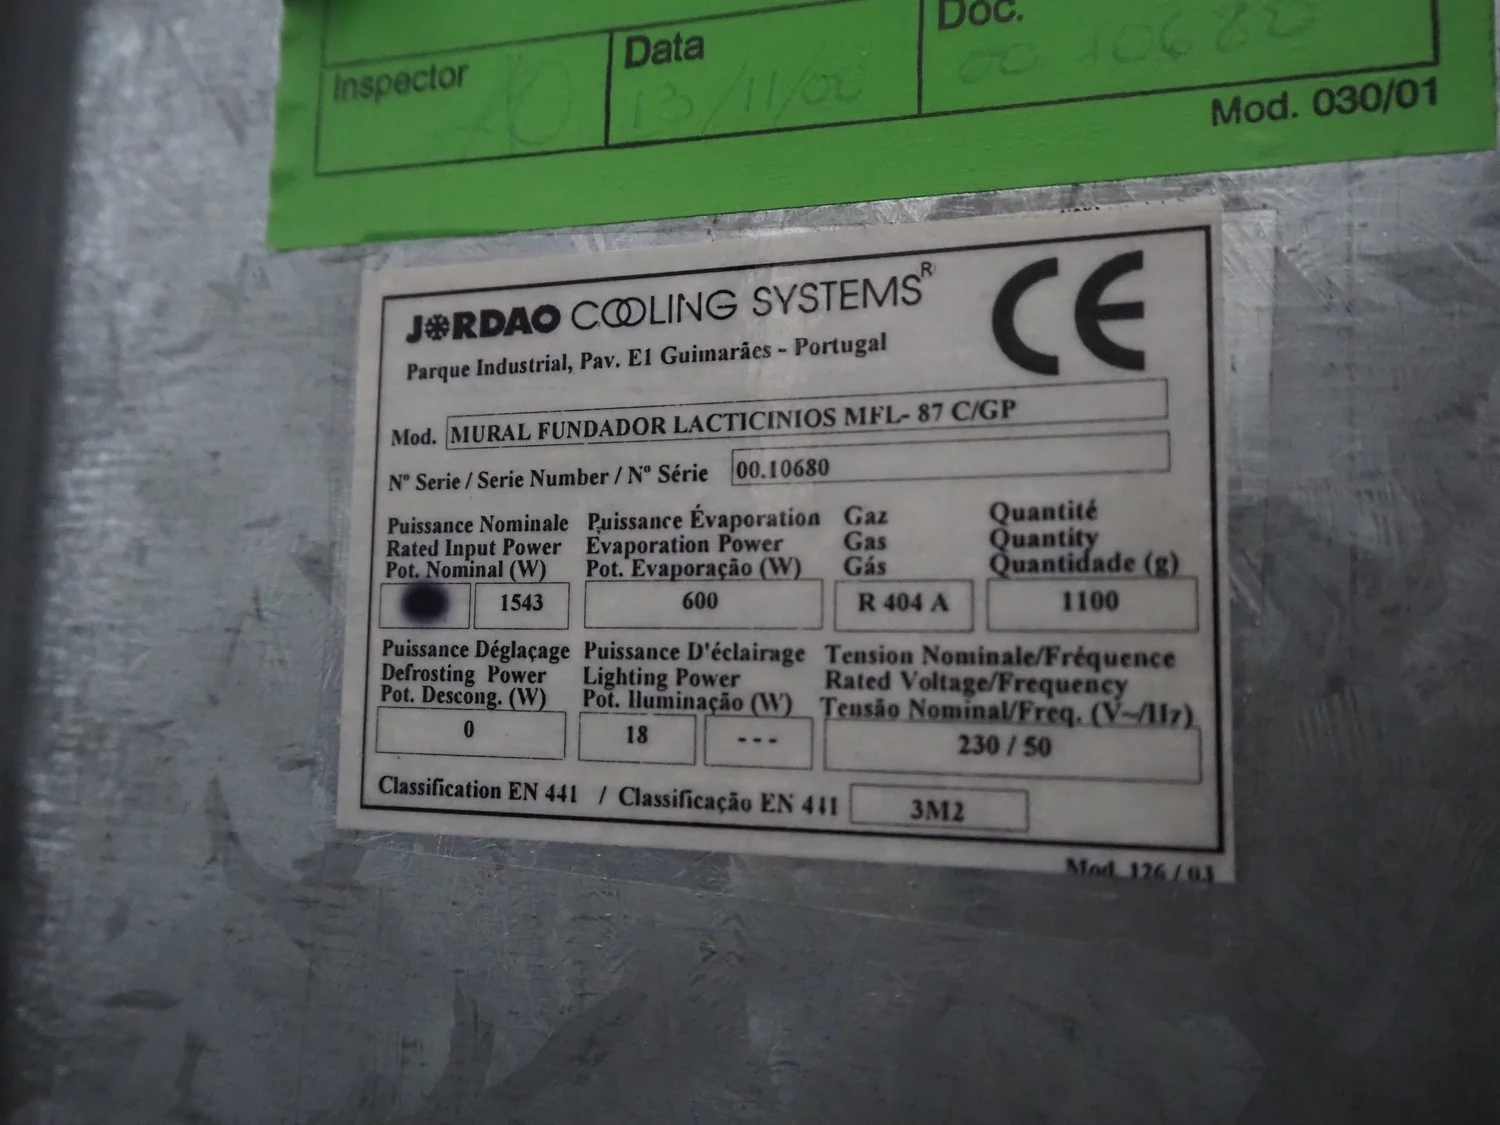 Doc.
Data
Inspector
13/11/00
00.10680
Mod. 030/01
JORDAO COOLING SYSTEMS R
CE
Parque Industrial, Pav. E1 Guimarães - Portugal
Mod. MURAL FUNDADOR LACTICINIOS MFL- 87 C/GP
Nº Serie / Serie Number / Nº Série 00.10680
Puissance Nominale Puissance Évaporation Gaz Quantité
Rated Input Power Evaporation Power Gas Quantity
Pot. Nominal (W) Pot. Evaporação (W) Gás Quantidade (g)
1543 600 R 404 A 1100
Puissance Déglaçage Puissance D'éclairage Tension Nominale/Fréquence
Defrosting Power Lighting Power Rated Voltage/Frequency
Pot. Descong. (W) Pot. Iluminação (W) Tensão Nominal/Freq. (V~/Hz)
0 18 --- 230 / 50
Classification EN 441 / Classificação EN 441 3M2
Mod. 126 / 03